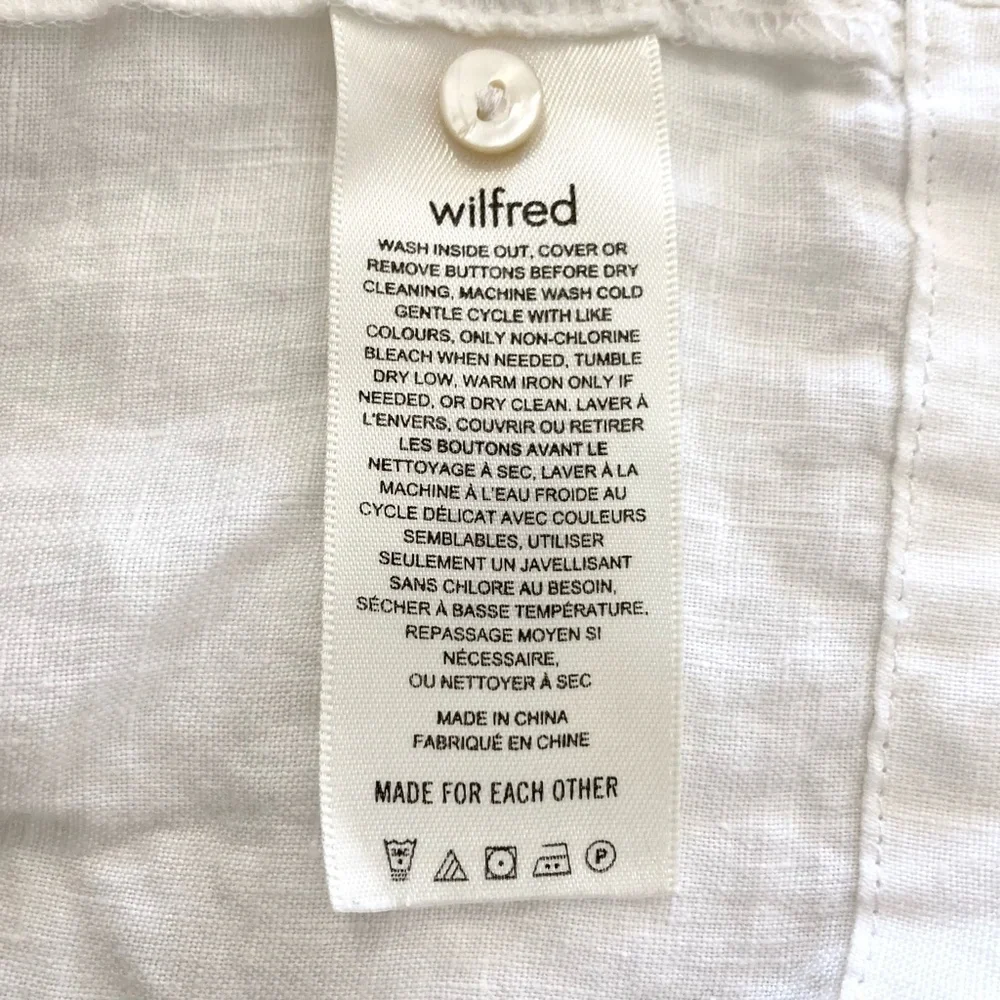 wilfred
WASH INSIDE OUT, COVER OR
REMOVE BUTTONS BEFORE DRY
CLEANING, MACHINE WASH COLD
GENTLE CYCLE WITH LIKE
COLOURS, ONLY NON-CHLORINE
BLEACH WHEN NEEDED, TUMBLE
DRY LOW, WARM IRON ONLY IF
NEEDED, OR DRY CLEAN. LAVER À
L'ENVERS, COUVRIR OU RETIRER
LES BOUTONS AVANT LE
NETTOYAGE À SEC, LAVER À LA
MACHINE À L'EAU FROIDE AU
CYCLE DÉLICAT AVEC COULEURS
SEMBLABLES, UTILISER
SEULEMENT UN JAVELLISANT
SANS CHLORE AU BESOIN,
SÉCHER À BASSE TEMPÉRATURE,
REPASSAGE MOYEN SI
NÉCESSAIRE,
OU NETTOYER À SEC
MADE IN CHINA
FABRIQUÉ EN CHINE
MADE FOR EACH OTHER
30C P